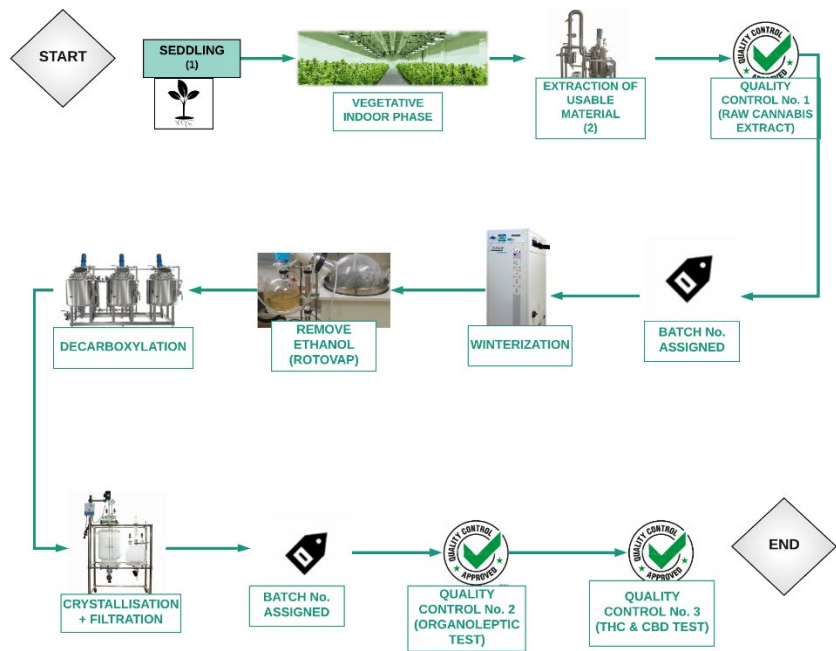 START
SEDDLING
(1)
VEGETATIVE
INDOOR PHASE
EXTRACTION OF
USABLE
MATERIAL
(2)
QUALITY CONTROL
APPROVED
QUALITY
CONTROL No. 1
(RAW CANNABIS
EXTRACT)
BATCH No.
ASSIGNED
WINTERIZATION
REMOVE
ETHANOL
(ROTOVAP)
DECARBOXYLATION
CRYSTALLISATION
+ FILTRATION
BATCH No.
ASSIGNED
QUALITY CONTROL
APPROVED
QUALITY
CONTROL No. 2
(ORGANOLEPTIC
TEST)
QUALITY CONTROL
APPROVED
QUALITY
CONTROL No. 3
(THC & CBD TEST)
END